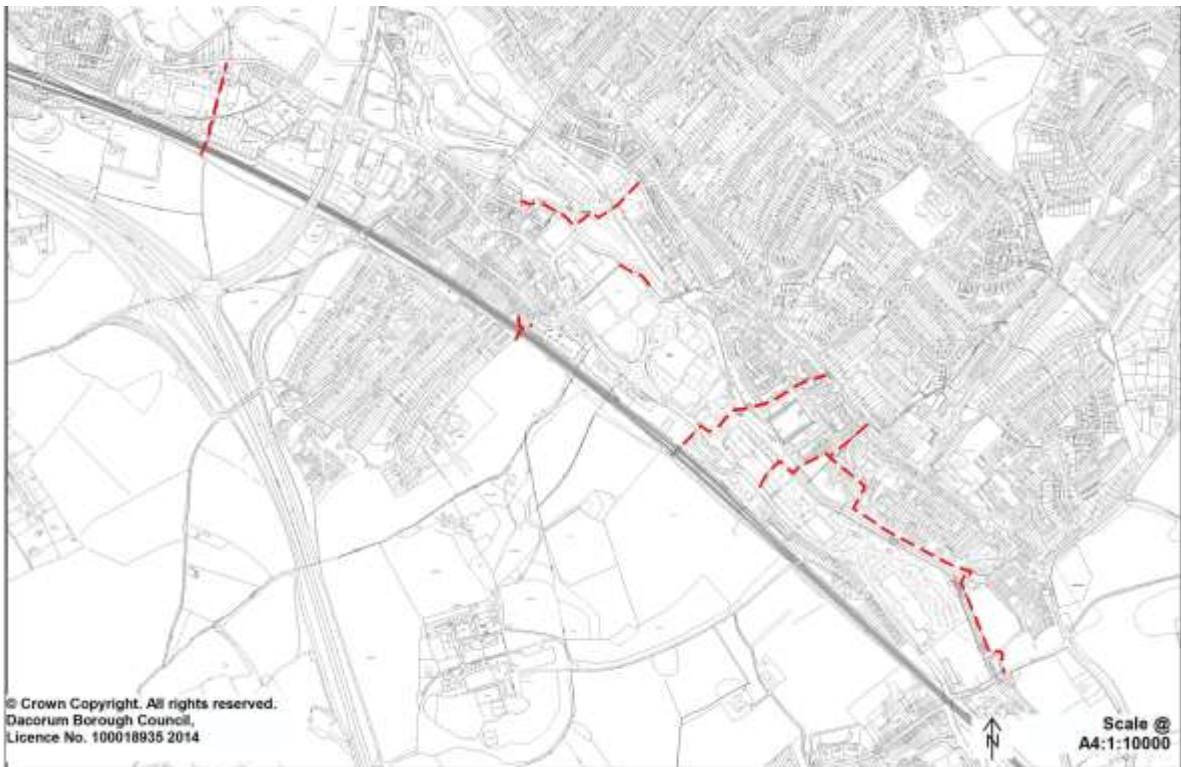 © Crown Copyright. All rights reserved.
Dacorum Borough Council,
Licence No. 100018935 2014
N
Scale @
A4:1:10000